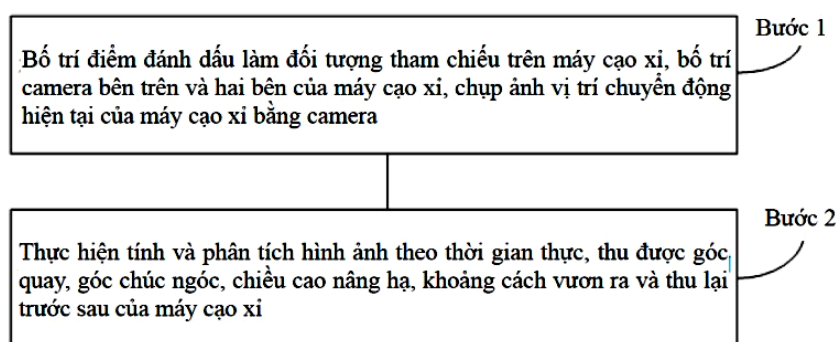 Bước 1
Bố trí điểm đánh dấu làm đối tượng tham chiếu trên máy cạo xỉ, bố trí
camera bên trên và hai bên của máy cạo xỉ, chụp ảnh vị trí chuyển động
hiện tại của máy cạo xỉ bằng camera
Bước 2
Thực hiện tính và phân tích hình ảnh theo thời gian thực, thu được góc
quay, góc chúc ngóc, chiều cao nâng hạ, khoảng cách vươn ra và thu lại
trước sau của máy cạo xỉ